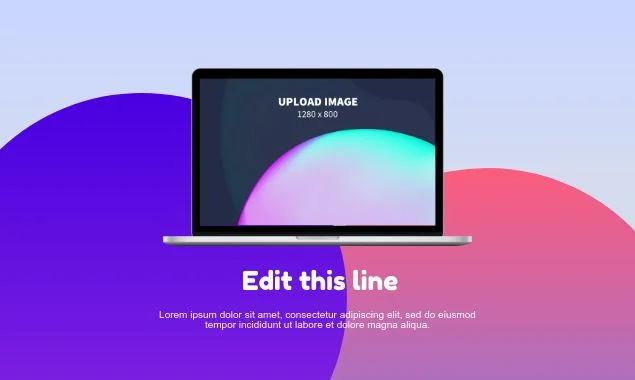 UPLOAD IMAGE
1280 x 800
Edit this line
Lorem ipsum dolor sit amet, consectetur adipiscing elit, sed do eiusmod
tempor incididunt ut labore et dolore magna aliqua.